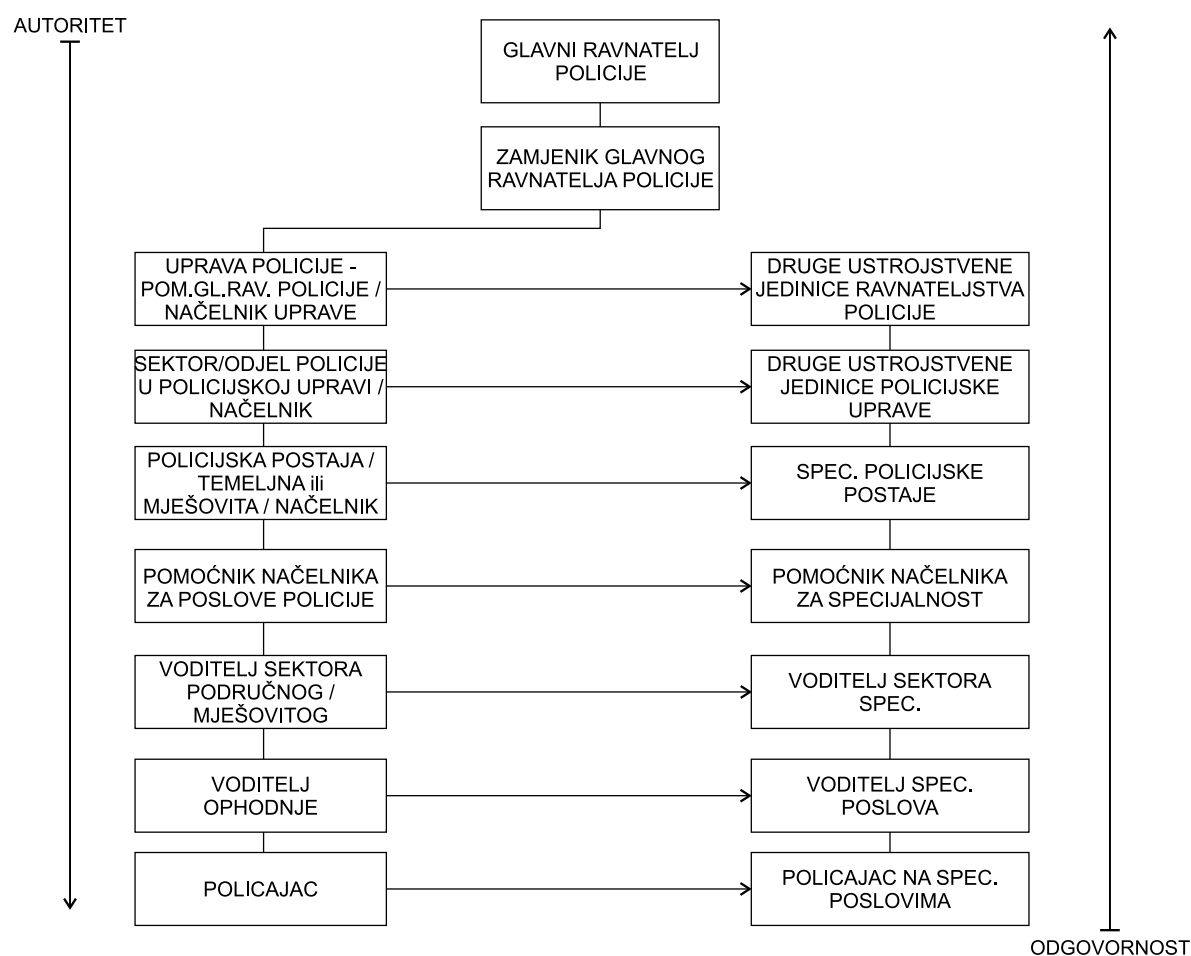 AUTORITET
GLAVNI RAVNATELJ
POLICIJE
ZAMJENIK GLAVNOG
RAVNATELJA POLICIJE
UPRAVA POLICIJE -
POM.GL.RAV. POLICIJE /
NAČELNIK UPRAVE
DRUGE USTROJSTVENE
JEDINICE RAVNATELJSTVA
POLICIJE
SEKTOR/ODJEL POLICIJE
U POLICIJSKOJ UPRAVI /
NAČELNIK
DRUGE USTROJSTVENE
JEDINICE POLICIJSKE
UPRAVE
POLICIJSKA POSTAJA /
TEMELJNA ili
MJEŠOVITA / NAČELNIK
SPEC. POLICIJSKE
POSTAJE
POMOĆNIK NAČELNIKA
ZA POSLOVE POLICIJE
POMOĆNIK NAČELNIKA
ZA SPECIJALNOST
VODITELJ SEKTORA
PODRUČNOG /
MJEŠOVITOG
VODITELJ SEKTORA
SPEC.
VODITELJ
OPHODNJE
VODITELJ SPEC.
POSLOVA
POLICAJAC
POLICAJAC NA SPEC.
POSLOVIMA
ODGOVORNOST